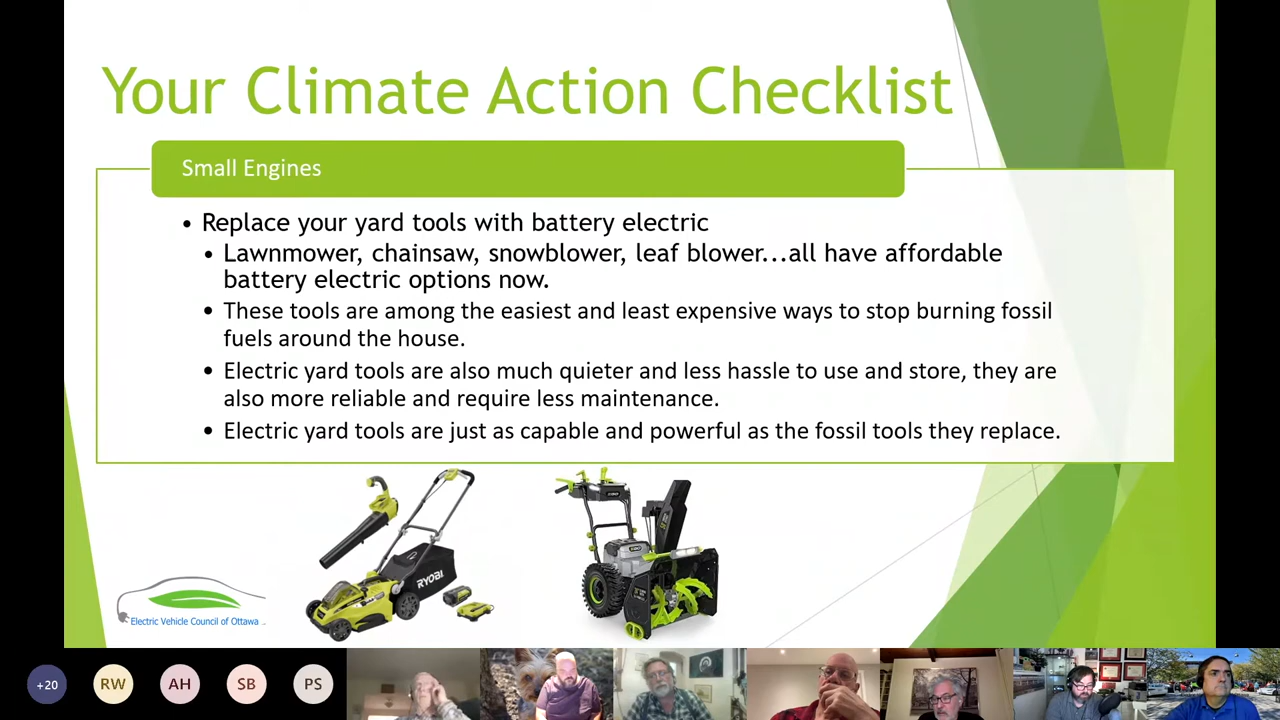 Your Climate Action Checklist
Small Engines
• Replace your yard tools with battery electric
• Lawnmower, chainsaw, snowblower, leaf blower...all have affordable
battery electric options now.
• These tools are among the easiest and least expensive ways to stop burning fossil
fuels around the house.
• Electric yard tools are also much quieter and less hassle to use and store, they are
also more reliable and require less maintenance.
• Electric yard tools are just as capable and powerful as the fossil tools they replace.
RYOBI
Electric Vehicle Council of Ottawa
+20
RW
AH
SB
PS